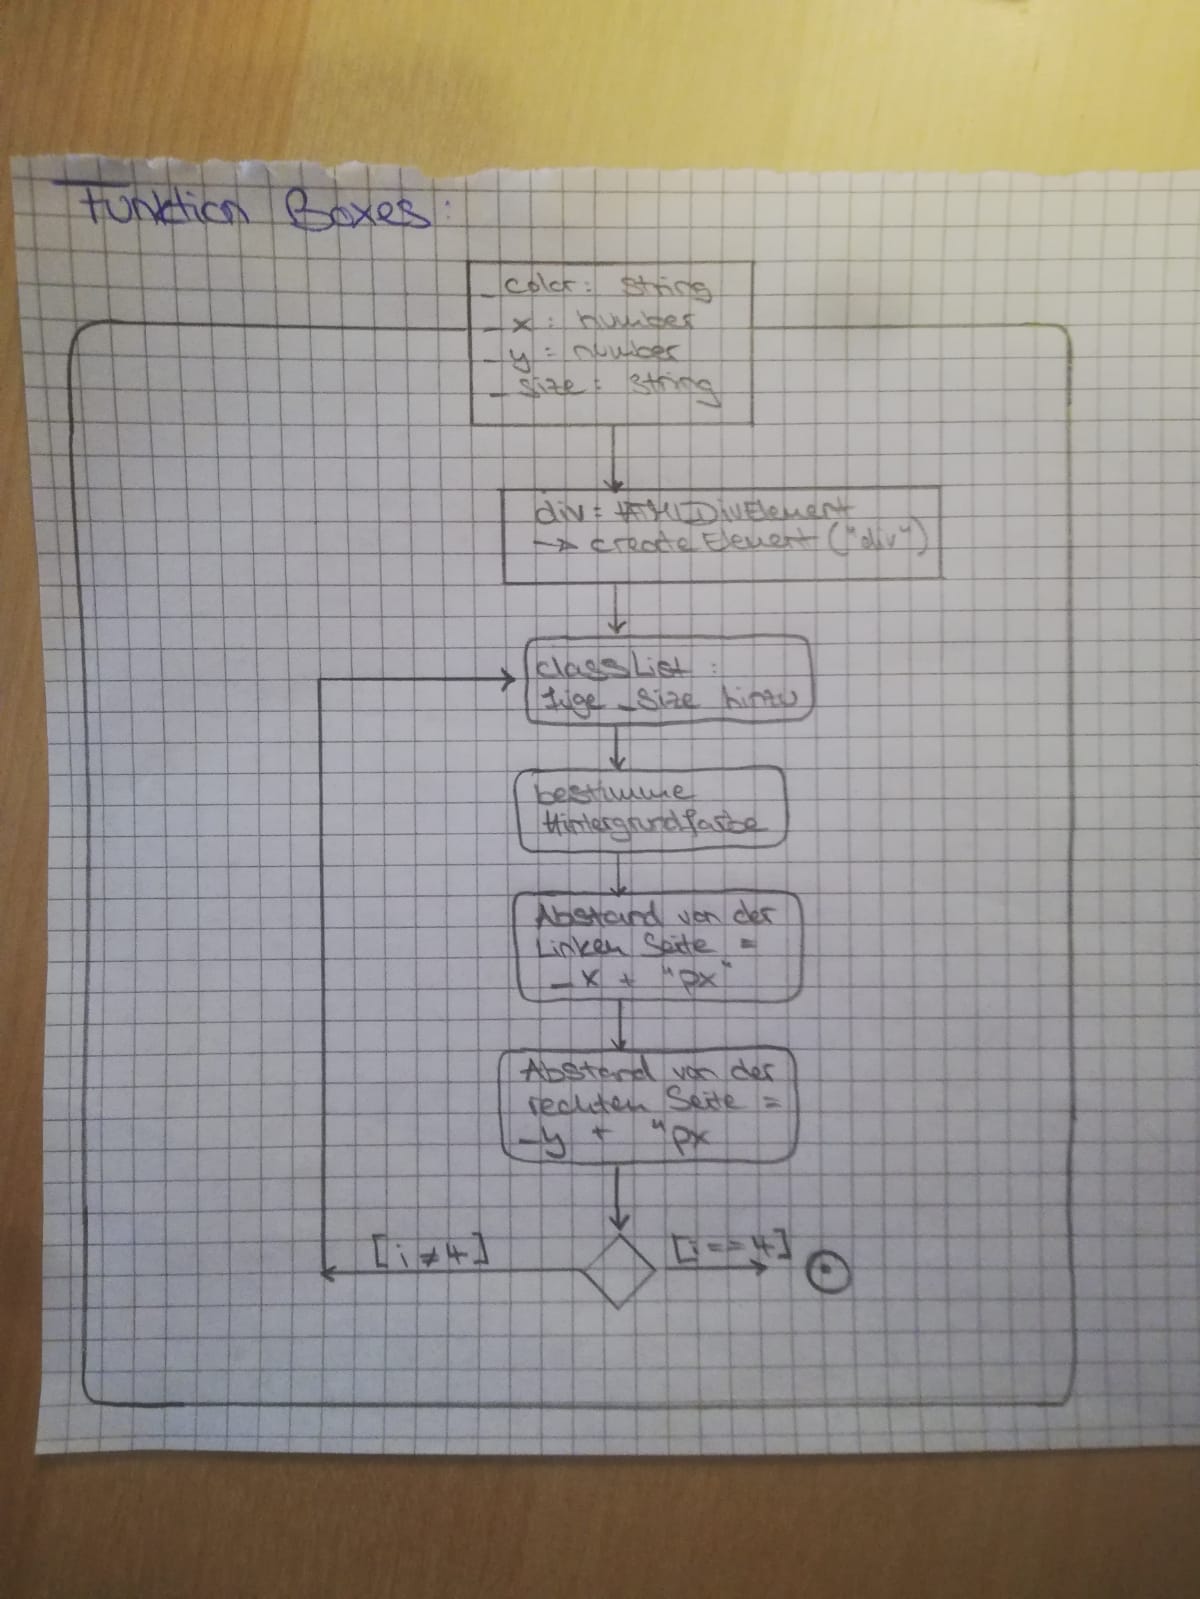 Funktion Boxes:
_color: string
_x: number
_y: number
_size: string
div: HTMLDivElement
→ createElement("div")
classList:
füge _size hinzu
bestimme
Hintergrundfarbe
Abstand von der
Linken Seite =
_x + "px"
Abstand von der
rechten Seite =
_y + "px
[i ≠ 4] [i == 4]